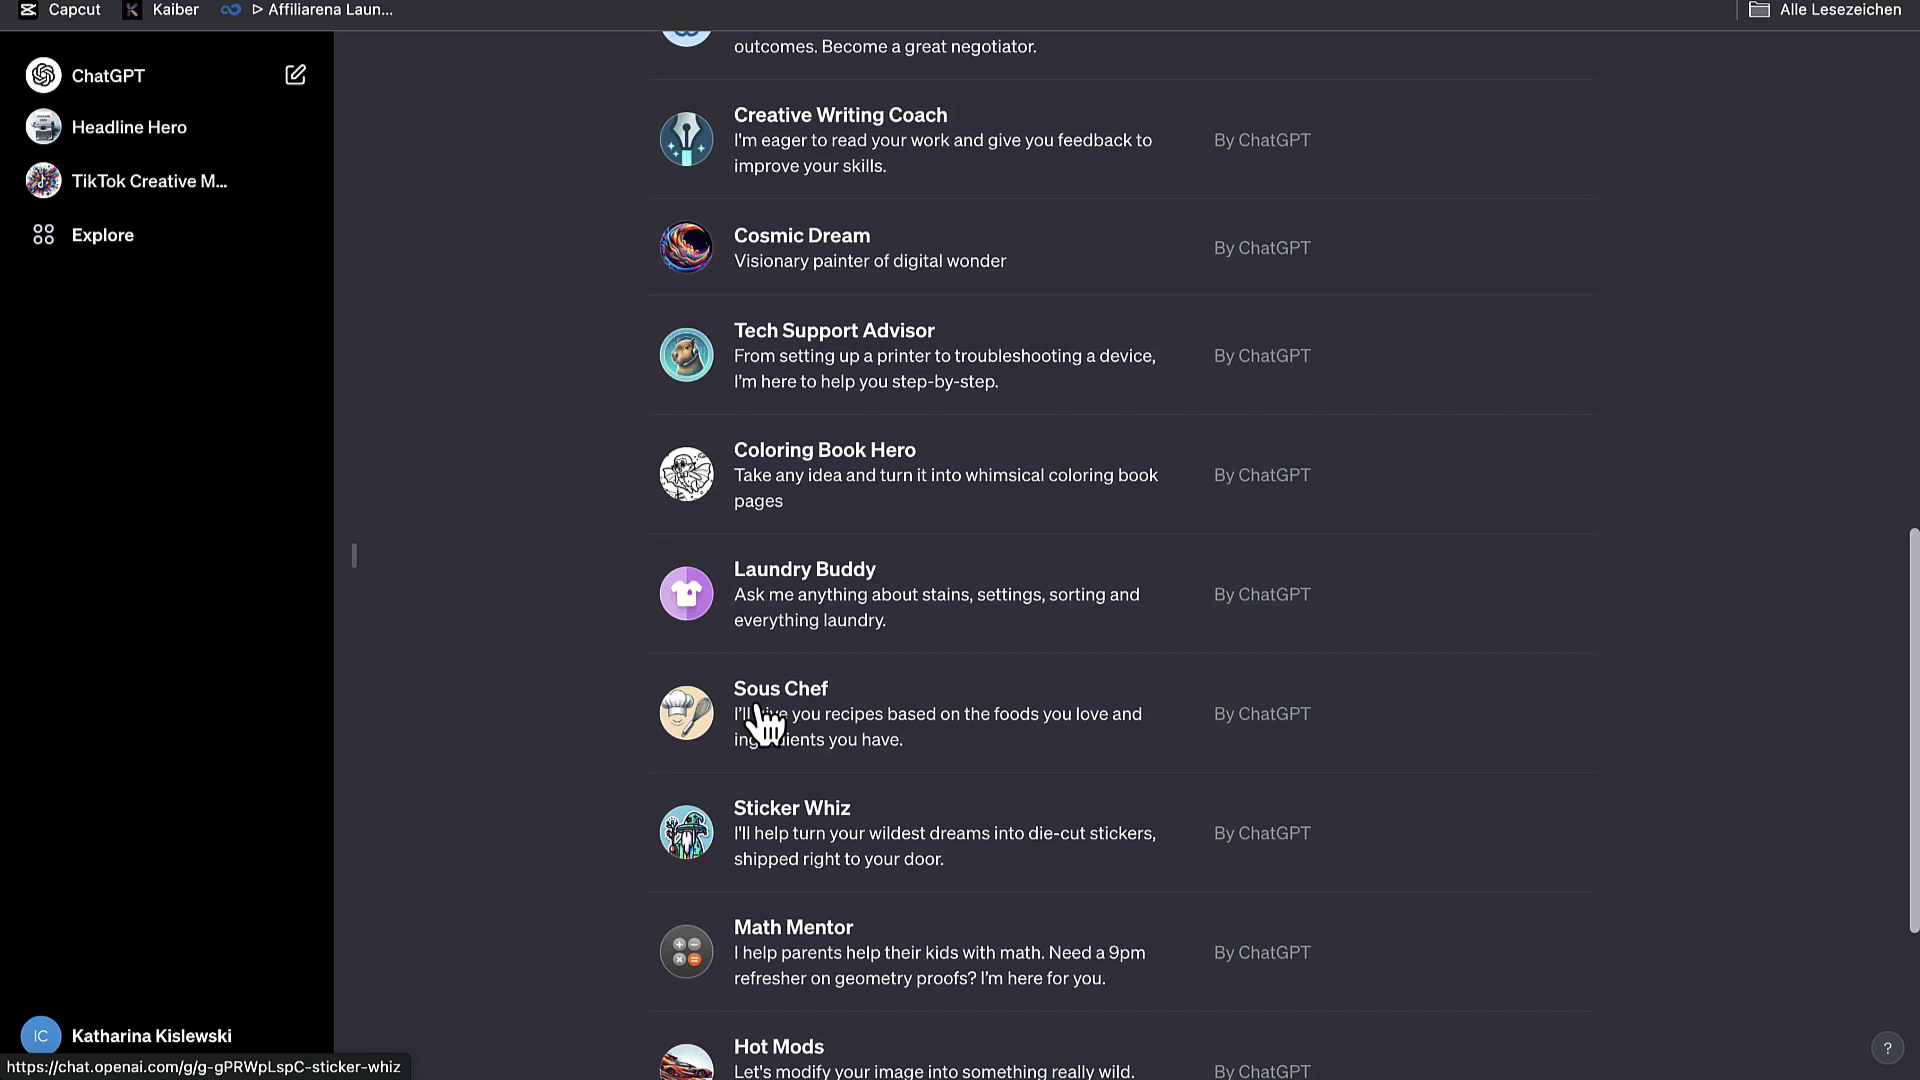 Capcut
Kaiber
ᐅ Affiliarena Laun...
Alle Lesezeichen
ChatGPT
Headline Hero
TikTok Creative M...
Explore
outcomes. Become a great negotiator.
Creative Writing Coach
I'm eager to read your work and give you feedback to
improve your skills.
By ChatGPT
Cosmic Dream
Visionary painter of digital wonder
By ChatGPT
Tech Support Advisor
From setting up a printer to troubleshooting a device,
I'm here to help you step-by-step.
By ChatGPT
Coloring Book Hero
Take any idea and turn it into whimsical coloring book
pages
By ChatGPT
Laundry Buddy
Ask me anything about stains, settings, sorting and
everything laundry.
By ChatGPT
Sous Chef
you recipes based on the foods you love and
you have.
By ChatGPT
Sticker Whiz
I'll help turn your wildest dreams into die-cut stickers,
shipped right to your door.
By ChatGPT
Math Mentor
I help parents help their kids with math. Need a 9pm
refresher on geometry proofs? I'm here for you.
By ChatGPT
Hot Mods
Let's modify your image into something really wild.
By ChatGPT
IC
Katharina Kislewski
https://chat.openai.com/g/g-gPRWpLspC-sticker-whiz
?